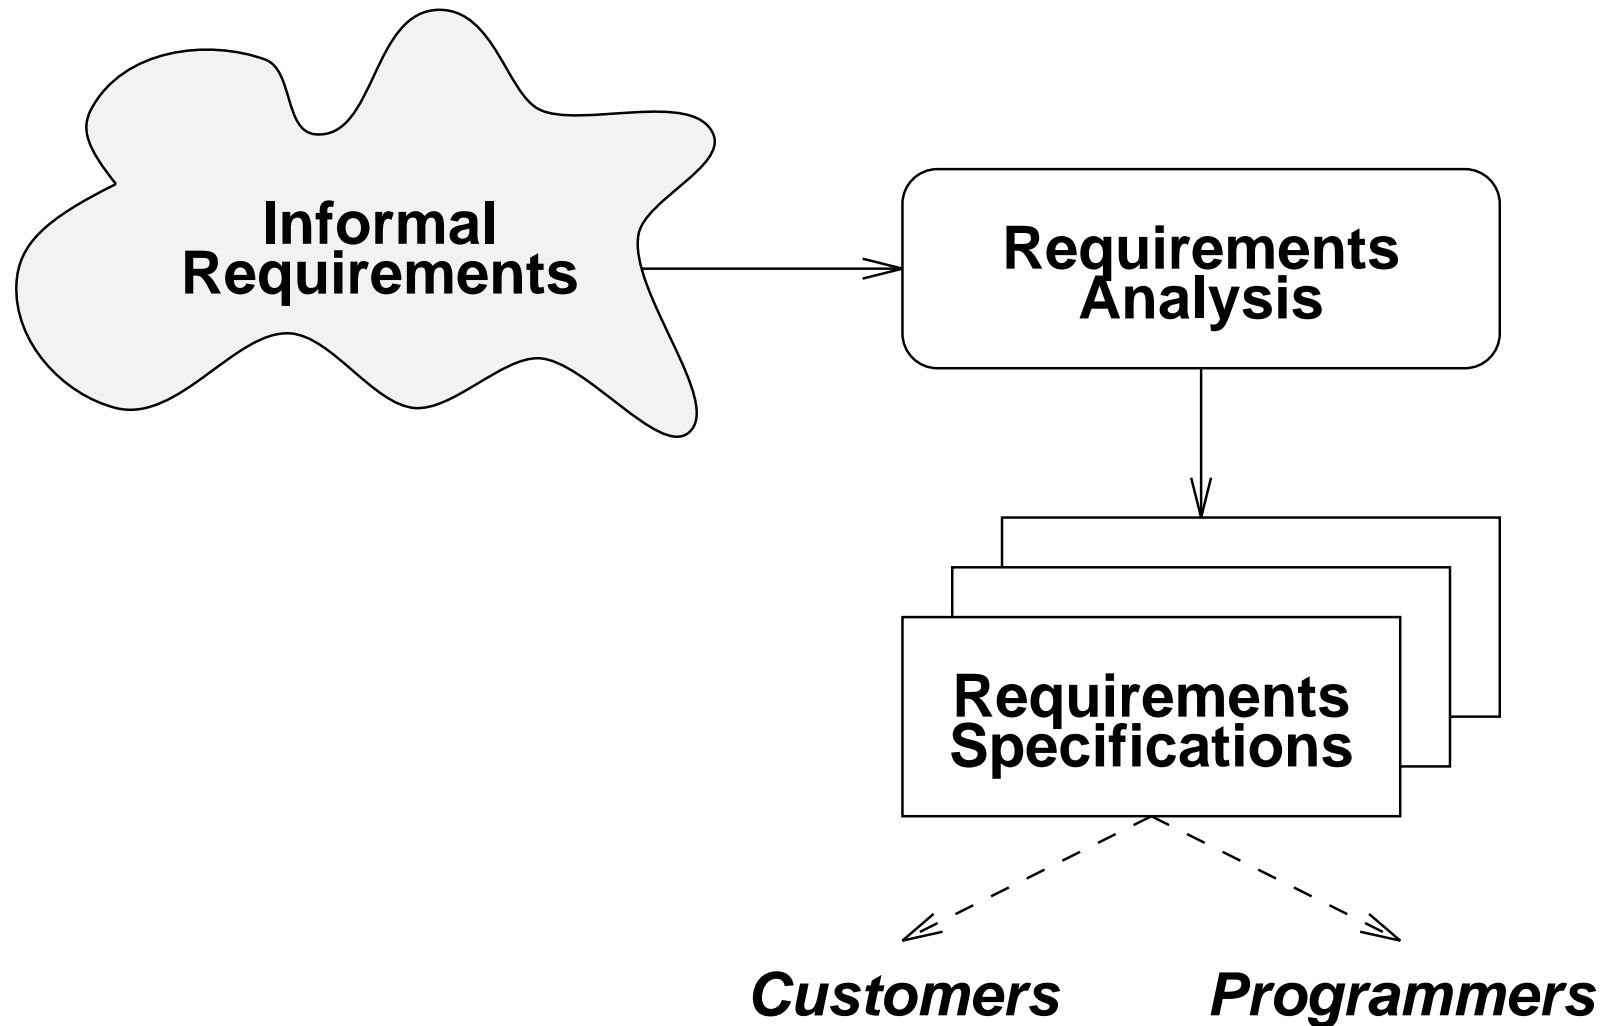 Informal
Requirements
Requirements
Analysis
Requirements
Specifications
Customers
Programmers